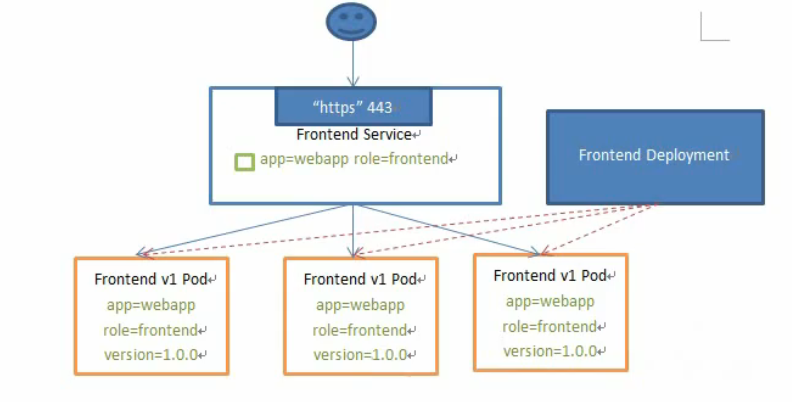 “https” 443
Frontend Service
app=webapp role=frontend
Frontend Deployment
Frontend v1 Pod
app=webapp
role=frontend
version=1.0.0
Frontend v1 Pod
app=webapp
role=frontend
version=1.0.0
Frontend v1 Pod
app=webapp
role=frontend
version=1.0.0